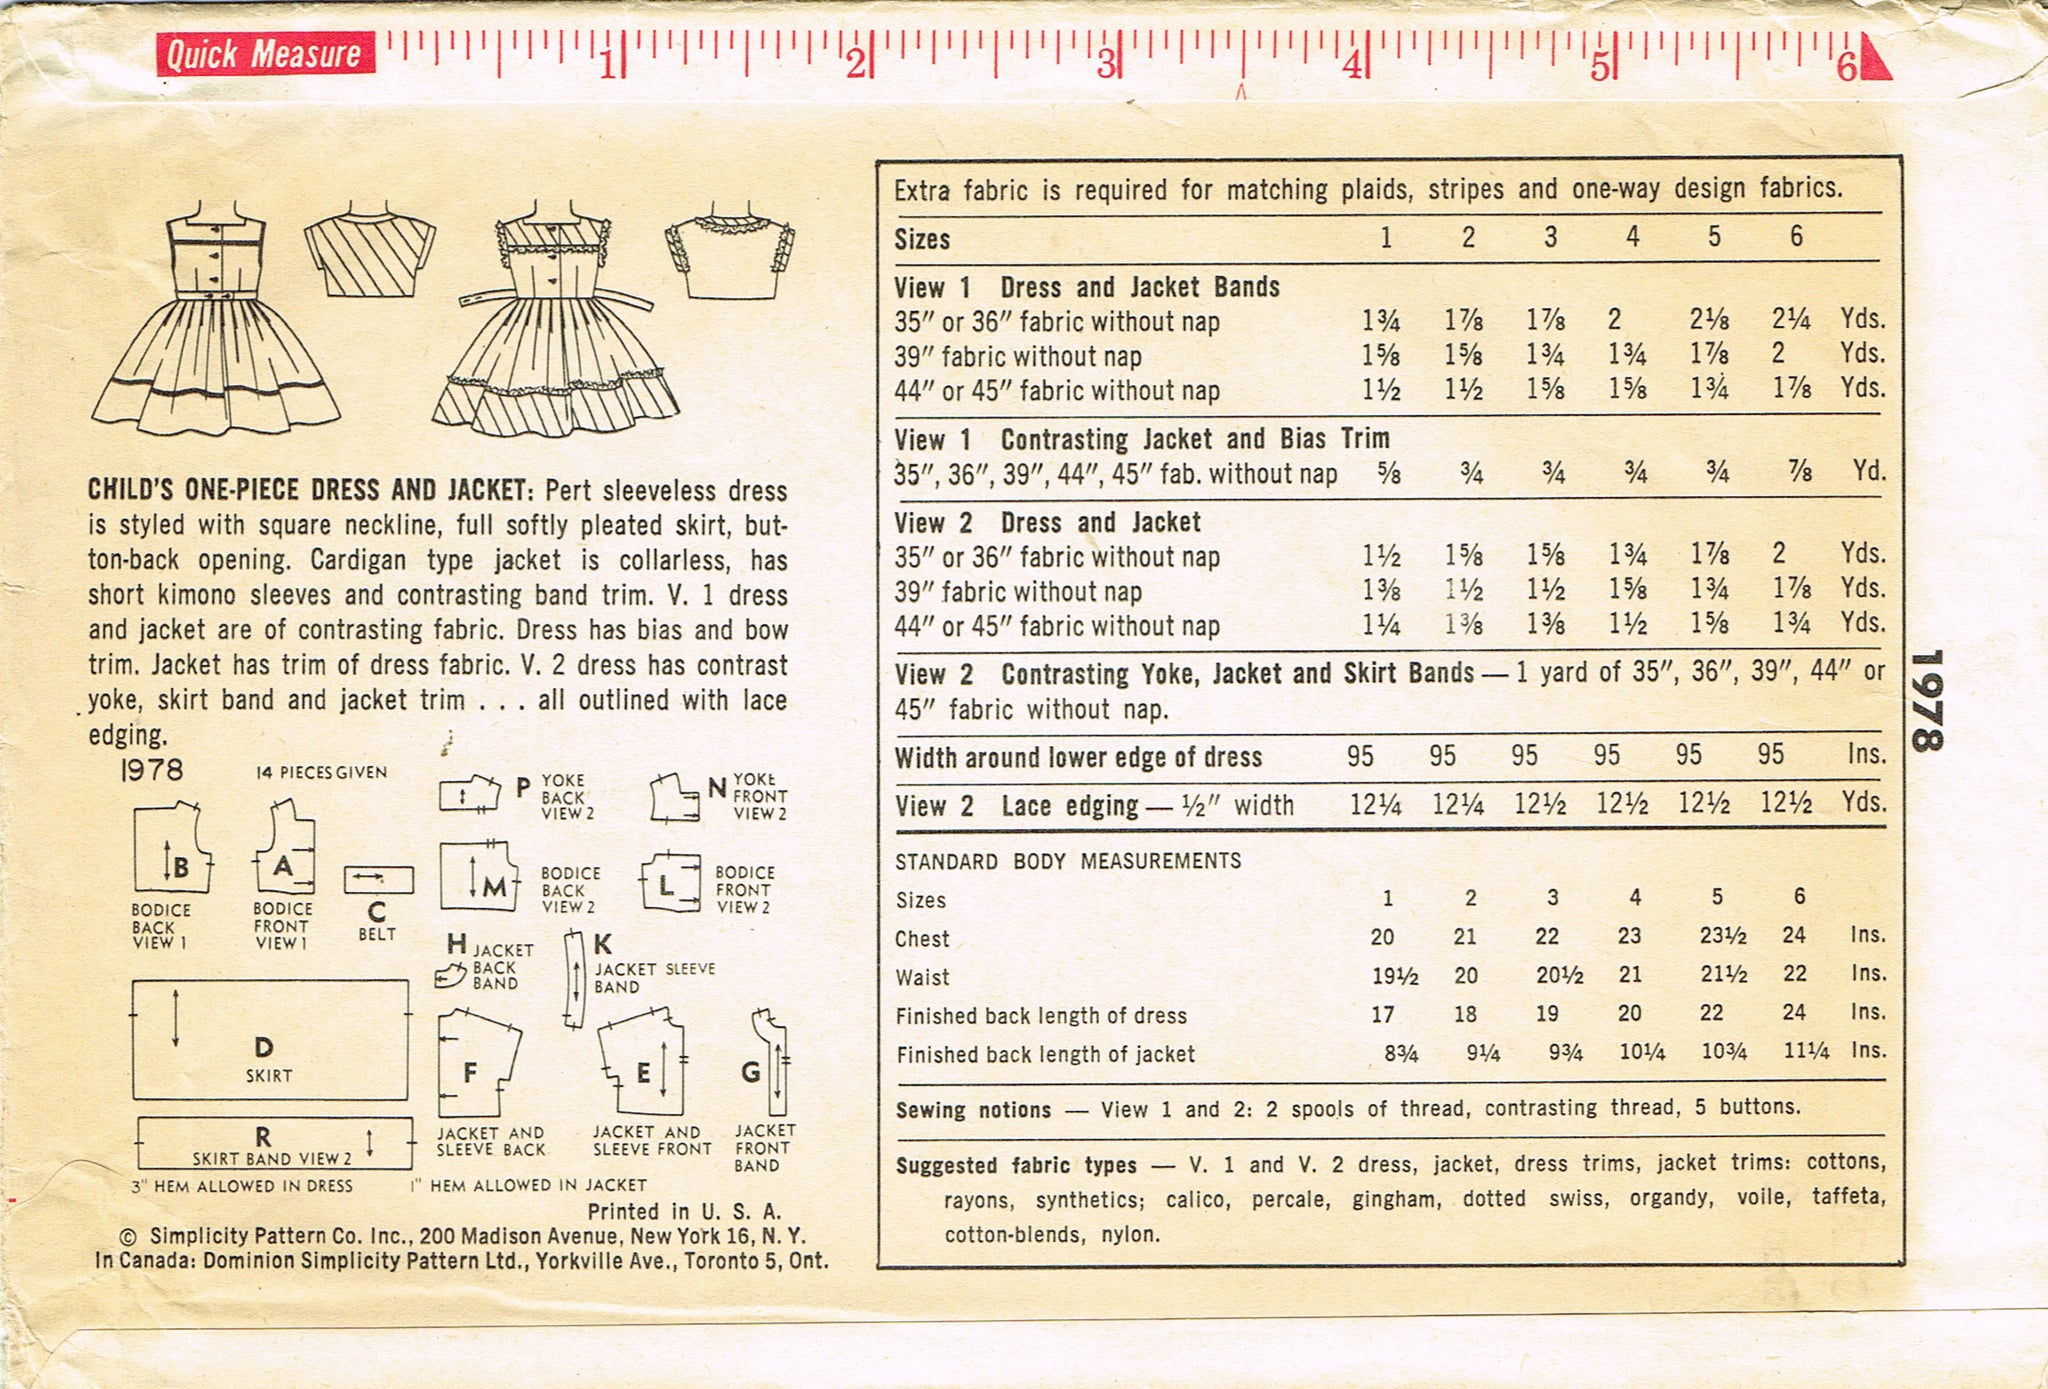 Quick Measure 1 2 3 4 5 6
CHILD'S ONE-PIECE DRESS AND JACKET: Pert sleeveless dress
is styled with square neckline, full softly pleated skirt, but-
ton-back opening. Cardigan type jacket is collarless, has
short kimono sleeves and contrasting band trim. V. 1 dress
and jacket are of contrasting fabric. Dress has bias and bow
trim. Jacket has trim of dress fabric. V. 2 dress has contrast
yoke, skirt band and jacket trim . . . all outlined with lace
edging.
1978 14 PIECES GIVEN
P YOKE
BACK
VIEW 2
N YOKE
FRONT
VIEW 2
B
BODICE
BACK
VIEW 1
A
BODICE
FRONT
VIEW 1
C
BELT
M BODICE
BACK
VIEW 2
L BODICE
FRONT
VIEW 2
H JACKET
BACK
BAND
K
JACKET SLEEVE
BAND
D
SKIRT
F
JACKET AND
SLEEVE BACK
E
JACKET AND
SLEEVE FRONT
G
JACKET
FRONT
BAND
R
SKIRT BAND VIEW 2
3" HEM ALLOWED IN DRESS 1" HEM ALLOWED IN JACKET
Printed in U. S. A.
© Simplicity Pattern Co. Inc., 200 Madison Avenue, New York 16, N. Y.
In Canada: Dominion Simplicity Pattern Ltd., Yorkville Ave., Toronto 5, Ont.
Extra fabric is required for matching plaids, stripes and one-way design fabrics.
Sizes 1 2 3 4 5 6
View 1 Dress and Jacket Bands
35" or 36" fabric without nap 1¾ 1⅞ 1⅞ 2 2⅛ 2¼ Yds.
39" fabric without nap 1⅝ 1⅝ 1¾ 1¾ 1⅞ 2 Yds.
44" or 45" fabric without nap 1½ 1½ 1⅝ 1⅝ 1¾ 1⅞ Yds.
View 1 Contrasting Jacket and Bias Trim
35", 36", 39", 44", 45" fab. without nap ⅝ ¾ ¾ ¾ ¾ ⅞ Yd.
View 2 Dress and Jacket
35" or 36" fabric without nap 1½ 1⅝ 1⅝ 1¾ 1⅞ 2 Yds.
39" fabric without nap 1⅜ 1½ 1½ 1⅝ 1¾ 1⅞ Yds.
44" or 45" fabric without nap 1¼ 1⅜ 1⅜ 1½ 1⅝ 1¾ Yds.
View 2 Contrasting Yoke, Jacket and Skirt Bands — 1 yard of 35", 36", 39", 44" or
45" fabric without nap.
Width around lower edge of dress 95 95 95 95 95 95 Ins.
View 2 Lace edging — ½" width 12¼ 12¼ 12½ 12½ 12½ 12½ Yds.
STANDARD BODY MEASUREMENTS
Sizes 1 2 3 4 5 6
Chest 20 21 22 23 23½ 24 Ins.
Waist 19½ 20 20½ 21 21½ 22 Ins.
Finished back length of dress 17 18 19 20 22 24 Ins.
Finished back length of jacket 8¾ 9¼ 9¾ 10¼ 10¾ 11¼ Ins.
Sewing notions — View 1 and 2: 2 spools of thread, contrasting thread, 5 buttons.
Suggested fabric types — V. 1 and V. 2 dress, jacket, dress trims, jacket trims: cottons,
rayons, synthetics; calico, percale, gingham, dotted swiss, organdy, voile, taffeta,
cotton-blends, nylon.
1978